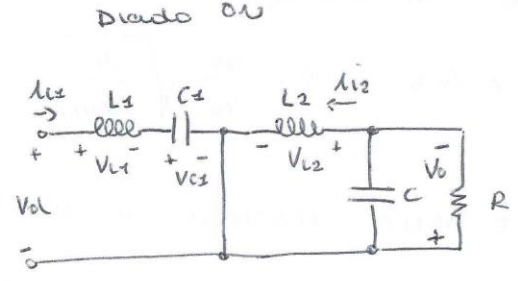 Diodo ON
iL1 L1 C1 L2 iL2
+ + VL1 - + VC1 - - VL2 + - Vo +
Vd C R
-